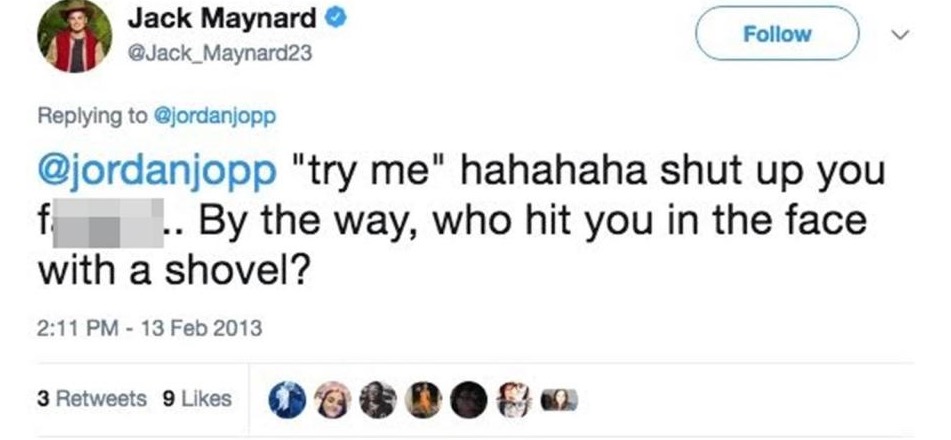 Jack Maynard
@Jack_Maynard23
Follow
Replying to @jordanjopp
@jordanjopp "try me" hahahaha shut up you
f .. By the way, who hit you in the face
with a shovel?
2:11 PM - 13 Feb 2013
3 Retweets 9 Likes